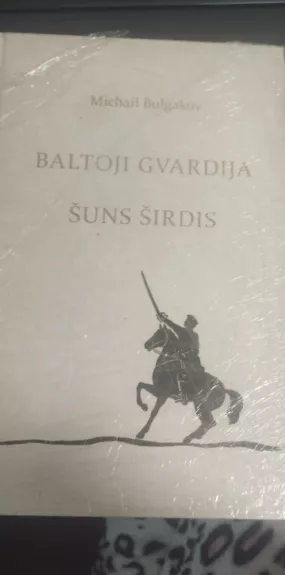 Michail Bulgakov
BALTOJI GVARDIJA
ŠUNS ŠIRDIS